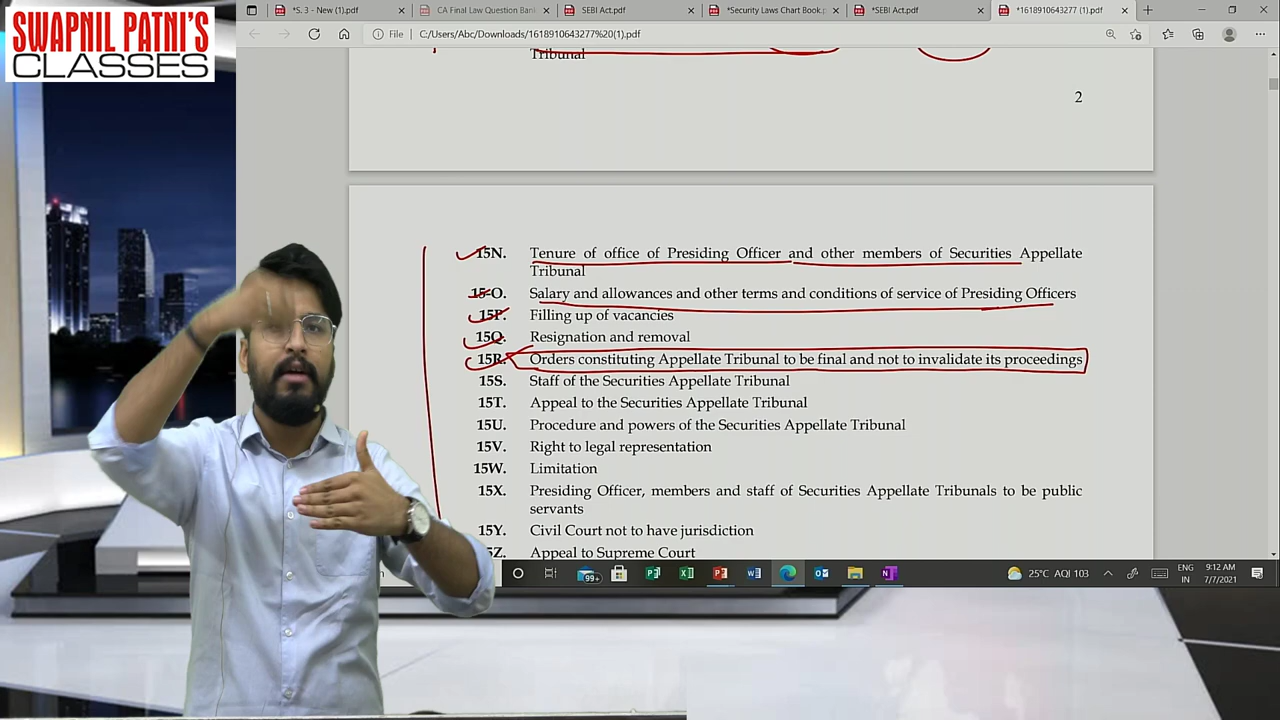 SWAPNIL PATNI'S
CLASSES
*S. 3 - New (1).pdf
CA Final Law Question Ban
SEBI Act.pdf
*Security Laws Chart Book.p
*SEBI Act.pdf
*1618910643277 (1).pdf
File
C:/Users/Abc/Downloads/1618910643277%20(1).pdf
Tribunal
2
15N. Tenure of office of Presiding Officer and other members of Securities Appellate
Tribunal
15-O. Salary and allowances and other terms and conditions of service of Presiding Officers
15P. Filling up of vacancies
15Q. Resignation and removal
15R. Orders constituting Appellate Tribunal to be final and not to invalidate its proceedings
15S. Staff of the Securities Appellate Tribunal
15T. Appeal to the Securities Appellate Tribunal
15U. Procedure and powers of the Securities Appellate Tribunal
15V. Right to legal representation
15W. Limitation
15X. Presiding Officer, members and staff of Securities Appellate Tribunals to be public
servants
15Y. Civil Court not to have jurisdiction
5Z. Appeal to Supreme Court
99+
25°C AQI 103
ENG
IN
9:12 AM
7/7/2021